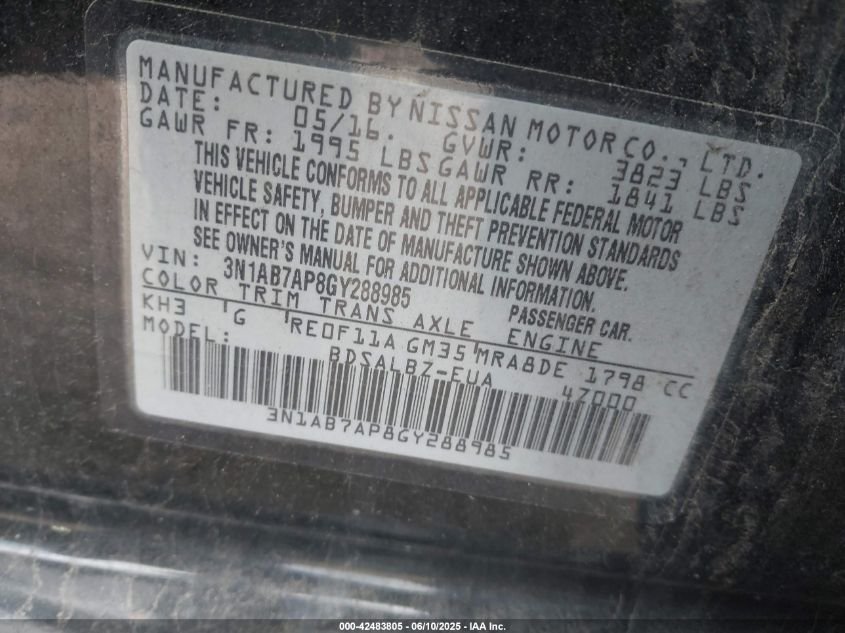 MANUFACTURED BY NISSAN MOTOR CO., LTD.
DATE: 05/16. GVWR: 3823 LBS
GAWR FR: 1995 LBS GAWR RR: 1841 LBS
THIS VEHICLE CONFORMS TO ALL APPLICABLE FEDERAL MOTOR
VEHICLE SAFETY, BUMPER AND THEFT PREVENTION STANDARDS
IN EFFECT ON THE DATE OF MANUFACTURE SHOWN ABOVE.
SEE OWNER'S MANUAL FOR ADDITIONAL INFORMATION.
VIN: 3N1AB7AP8GY288985 PASSENGER CAR.
COLOR TRIM TRANS AXLE ENGINE
KH3 G RE0F11A GM35 MRA8DE 1798 CC
MODEL: BDSALBZ-EUA 47000
3N1AB7AP8GY288985
000-42483805 - 06/10/2025 - IAA Inc.